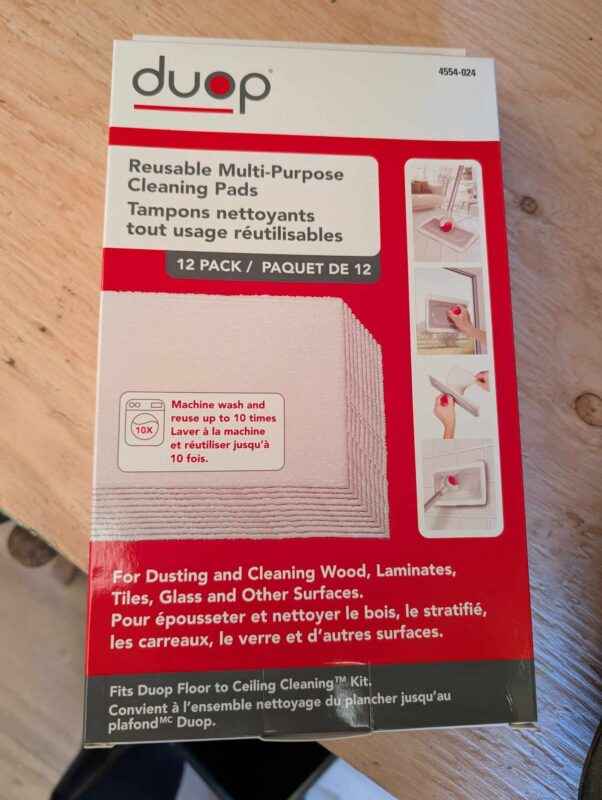 duop
4554-024
Reusable Multi-Purpose
Cleaning Pads
Tampons nettoyants
tout usage réutilisables
12 PACK / PAQUET DE 12
10X
Machine wash and
reuse up to 10 times
Laver à la machine
et réutiliser jusqu'à
10 fois.
For Dusting and Cleaning Wood, Laminates,
Tiles, Glass and Other Surfaces.
Pour épousseter et nettoyer le bois, le stratifié,
les carreaux, le verre et d'autres surfaces.
Fits Duop Floor to Ceiling Cleaning™ Kit.
Convient à l'ensemble nettoyage du plancher jusqu'au
plafondᴹᶜ Duop.